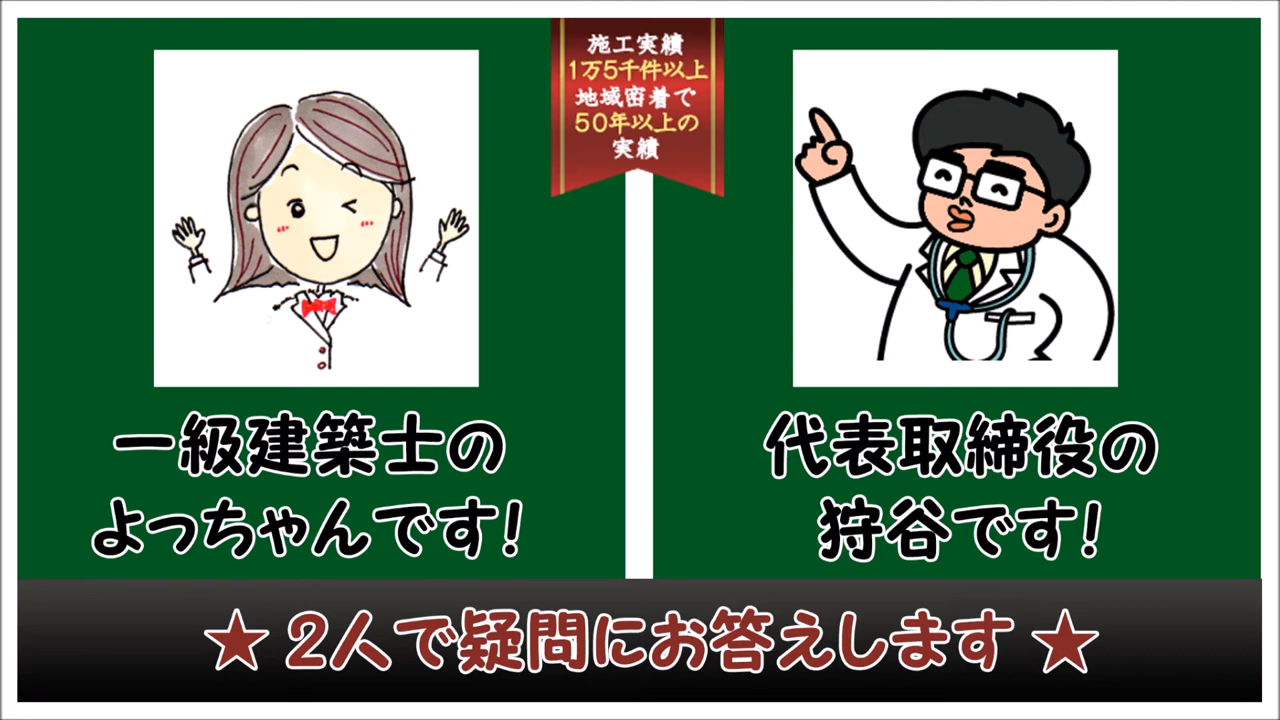 施工実績
1万5千件以上
地域密着で
50年以上の
実績
一級建築士の
よっちゃんです!
代表取締役の
狩谷です!
★2人で疑問にお答えします★